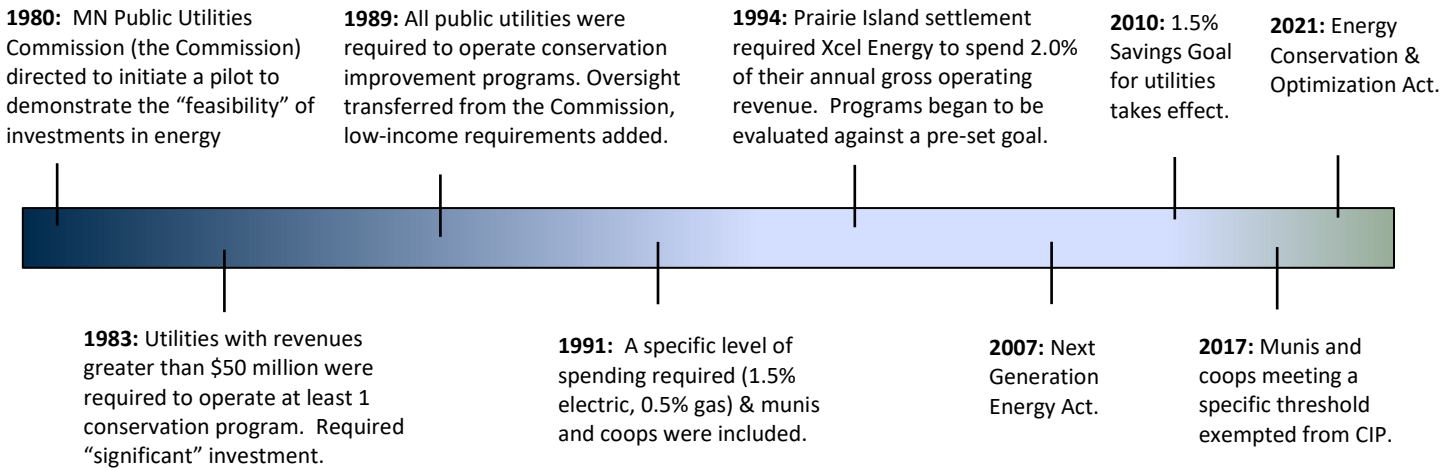 1980: MN Public Utilities
Commission (the Commission)
directed to initiate a pilot to
demonstrate the “feasibility” of
investments in energy
1989: All public utilities were
required to operate conservation
improvement programs. Oversight
transferred from the Commission,
low-income requirements added.
1994: Prairie Island settlement
required Xcel Energy to spend 2.0%
of their annual gross operating
revenue. Programs began to be
evaluated against a pre-set goal.
2010: 1.5%
Savings Goal
for utilities
takes effect.
2021: Energy
Conservation &
Optimization Act.
1983: Utilities with revenues
greater than $50 million were
required to operate at least 1
conservation program. Required
“significant” investment.
1991: A specific level of
spending required (1.5%
electric, 0.5% gas) & munis
and coops were included.
2007: Next
Generation
Energy Act.
2017: Munis and
coops meeting a
specific threshold
exempted from CIP.